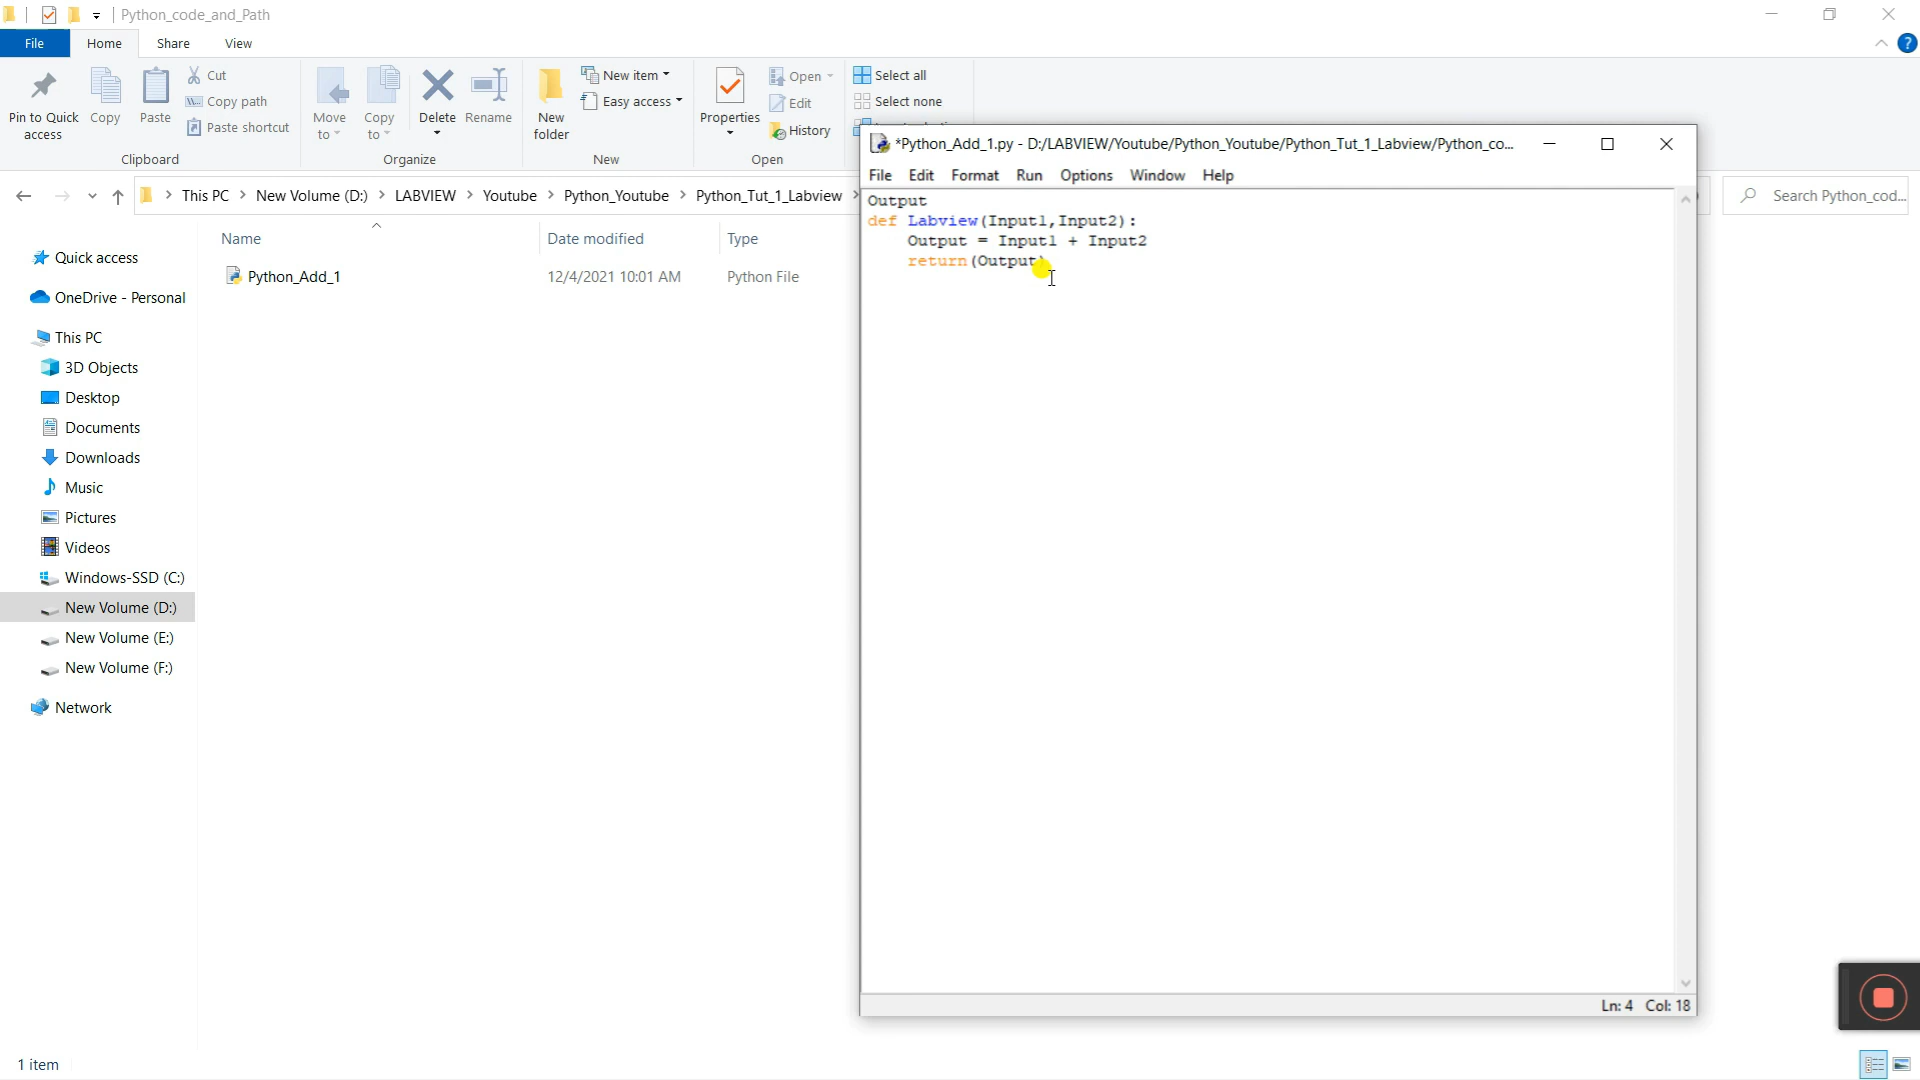 Python_code_and_Path
File
Home
Share
View
Pin to Quick access
Copy
Paste
Cut
Copy path
Paste shortcut
Clipboard
Move to
Copy to
Delete
Rename
Organize
New folder
New item
Easy access
New
Properties
Open
Edit
History
Open
Select all
Select none
This PC > New Volume (D:) > LABVIEW > Youtube > Python_Youtube > Python_Tut_1_Labview >
Search Python_cod...
Name
Date modified
Type
Python_Add_1
12/4/2021 10:01 AM
Python File
Quick access
OneDrive - Personal
This PC
3D Objects
Desktop
Documents
Downloads
Music
Pictures
Videos
Windows-SSD (C:)
New Volume (D:)
New Volume (E:)
New Volume (F:)
Network
1 item
*Python_Add_1.py - D:/LABVIEW/Youtube/Python_Youtube/Python_Tut_1_Labview/Python_co...
File Edit Format Run Options Window Help
Output
def Labview(Input1,Input2):
    Output = Input1 + Input2
    return(Output)
Ln: 4 Col: 18